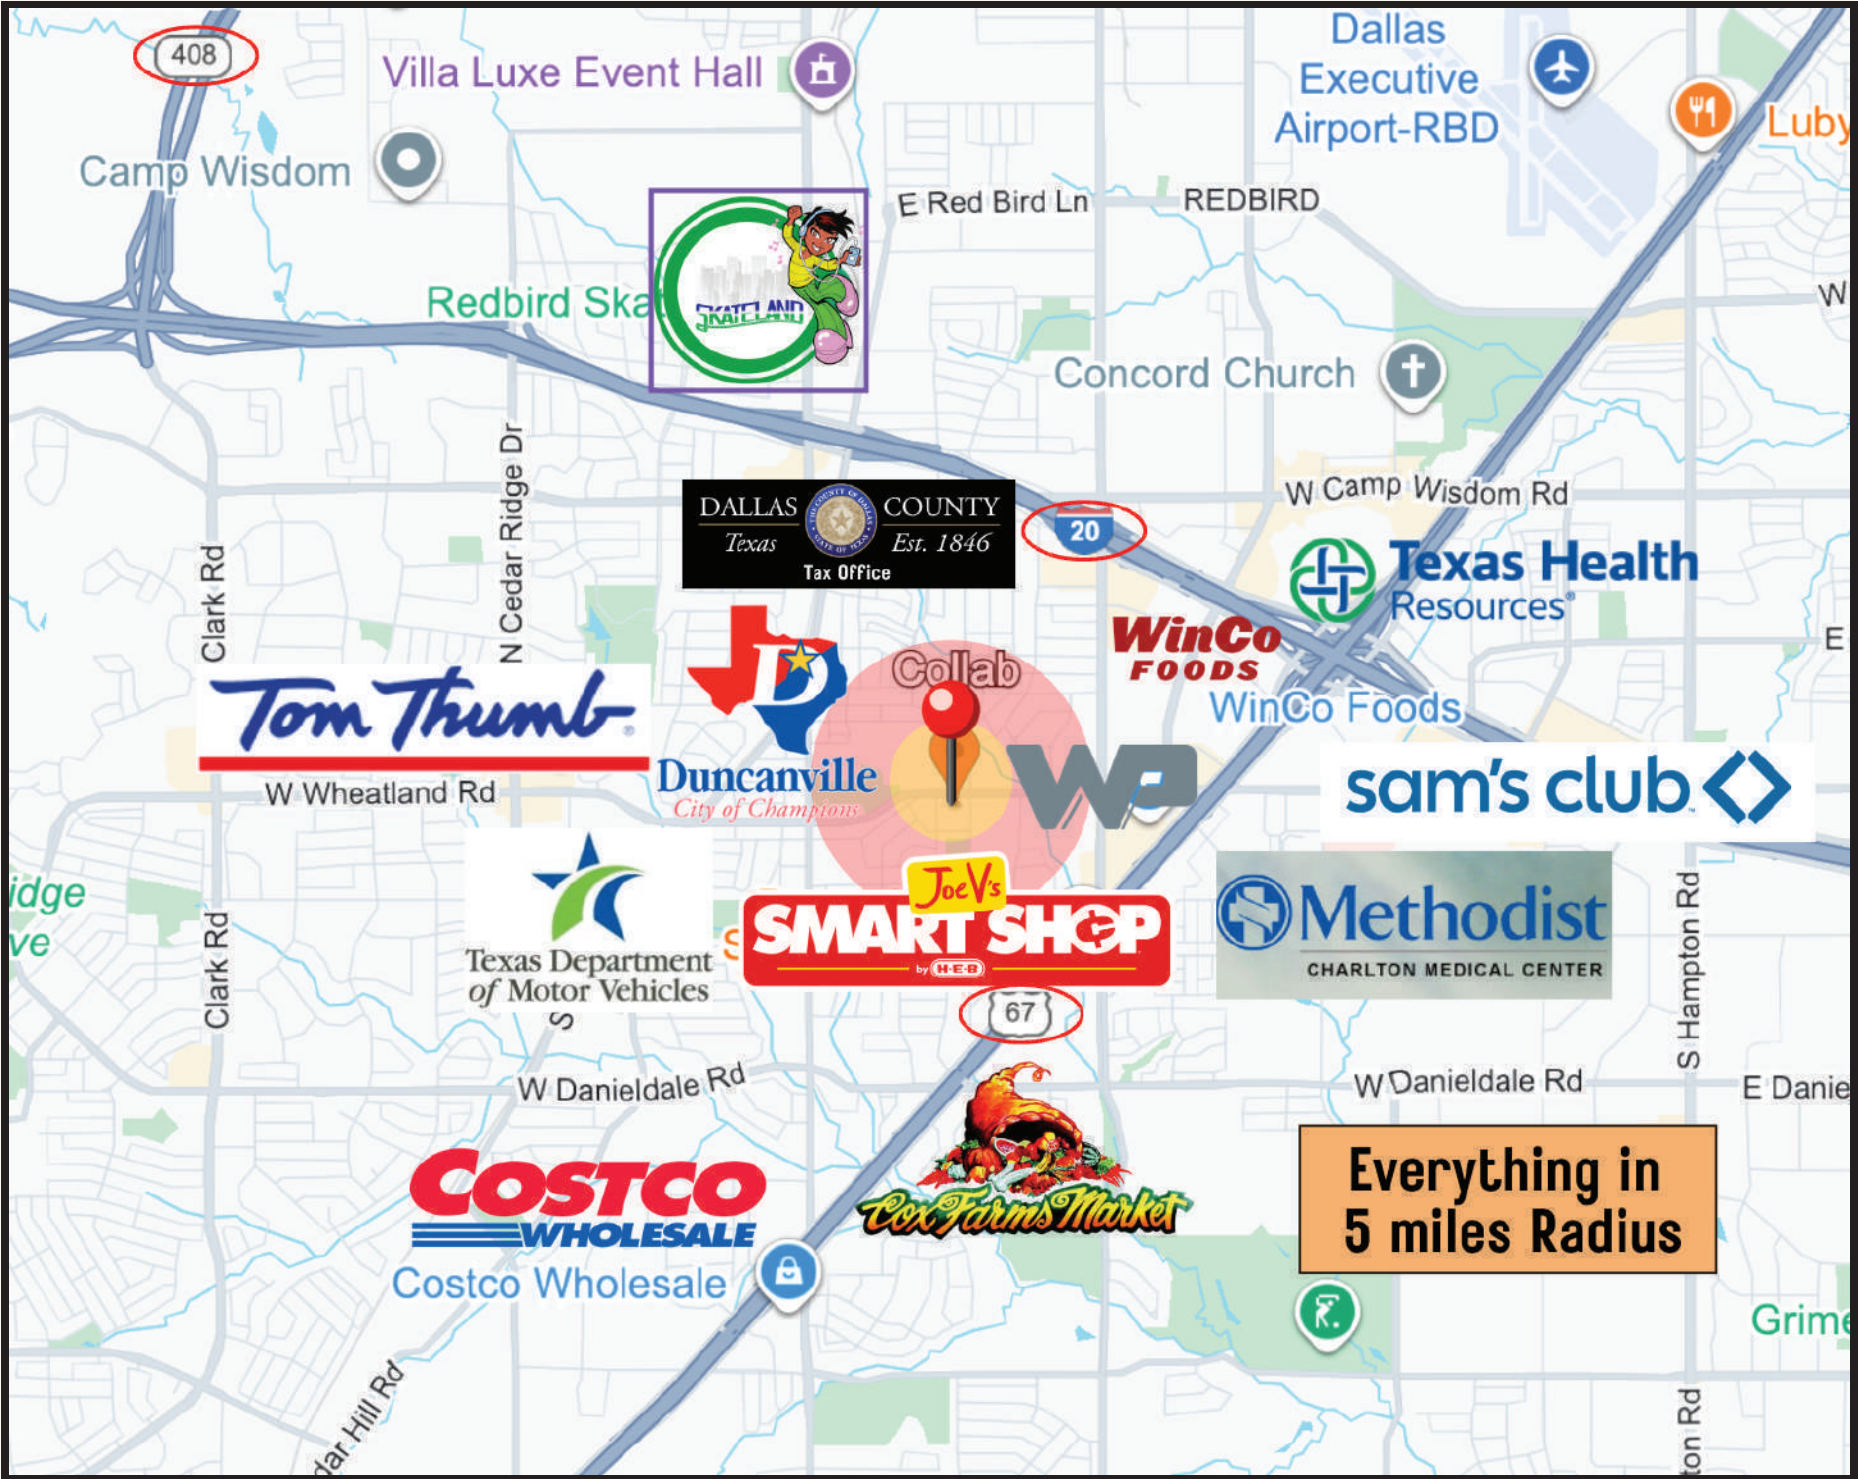 408
Villa Luxe Event Hall
Dallas
Executive
Airport-RBD
Luby
Camp Wisdom
E Red Bird Ln
REDBIRD
Redbird Ska
SKATELAND
W
Concord Church
N Cedar Ridge Dr
Clark Rd
DALLAS COUNTY
Texas Est. 1846
Tax Office
20
W Camp Wisdom Rd
Texas Health
Resources®
WinCo
FOODS
WinCo Foods
E
Collab
Tom Thumb®
W Wheatland Rd
D
Duncanville
City of Champions
WP
sam's club
Texas Department
of Motor Vehicles
S
JoeV's
SMART SHOP
by H-E-B
S
Methodist
CHARLTON MEDICAL CENTER
idge
ve
Clark Rd
S Hampton Rd
67
W Danieldale Rd
W Danieldale Rd
E Danie
Cox Farms Market
COSTCO
WHOLESALE
Costco Wholesale
Everything in
5 miles Radius
Grime
dar Hill Rd
ton Rd